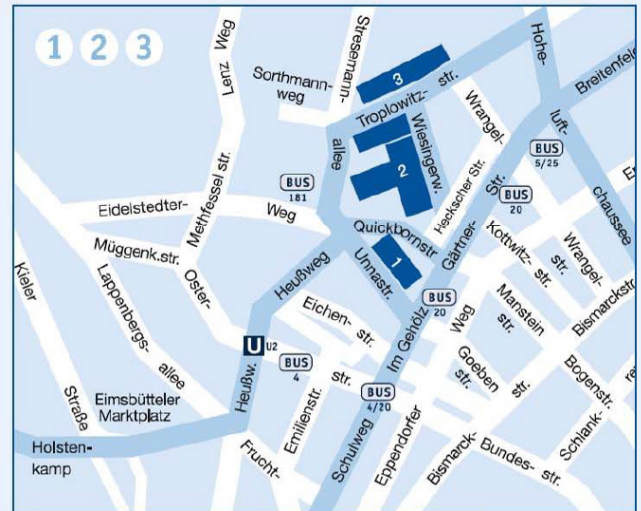 1 2 3
Lenz Weg
Stresemann-
allee
Sorthmann-
weg
3
Troplowitz-
str.
Hohe-
luft-
chaussee
Breitenfeld
Wrangel-
Wiesingerw.
2
Heckscher Str.
BUS
5/25
BUS
181
BUS
20
Eidelstedter-
Weg
Methfessel str.
Müggenk.str.
Quickbornstr
1
Unnastr.
Gärtner-
Str.
Kottwitz-
str.
Wrangel-
str.
Kieler
Straße
Lappenbergs-
allee
Oster-
str.
Heußweg
Eichen-
str.
BUS
20
Im Gehölz
Weg
Manstein
str.
Bismarckstr
U U2
BUS
4
Goeben
str.
Bogenstr.
Eimsbütteler
Marktplatz
Heußw.
Emilienstr.
BUS
4/20
Schlank-
Holsten-
kamp
Frucht-
Schulweg
Eppendorfer
Bismarck-
str.
Bundes-
str.